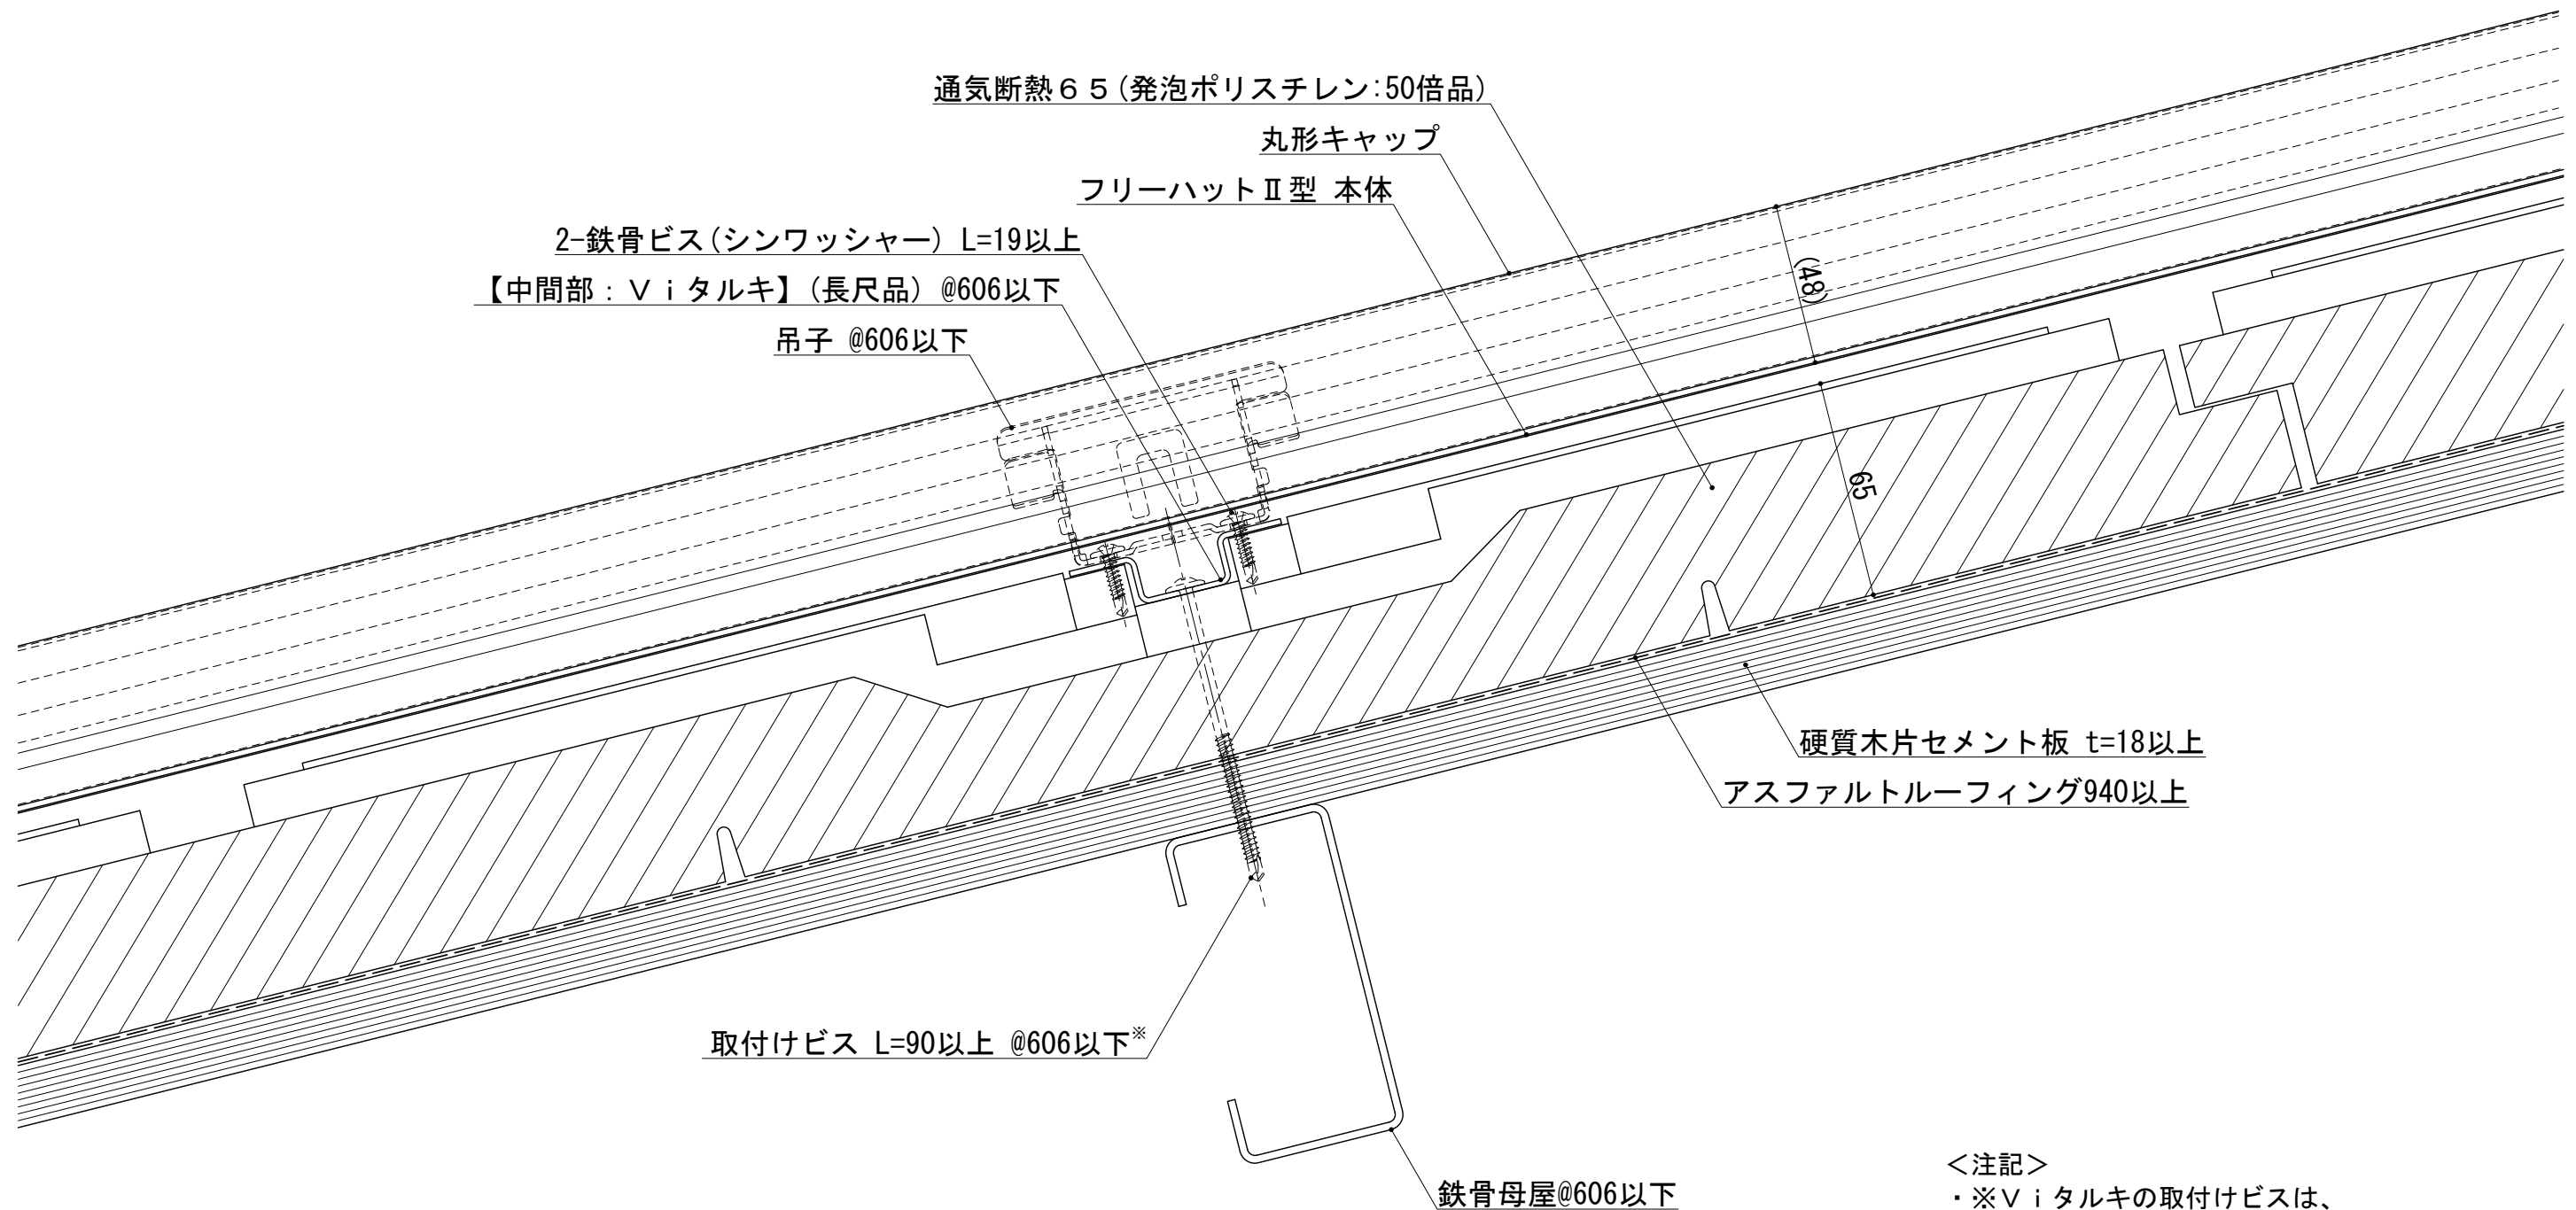 通気断熱６５(発泡ポリスチレン:50倍品)
丸形キャップ
フリーハットⅡ型 本体
2-鉄骨ビス(シンワッシャー) L=19以上
【中間部：Ｖｉタルキ】(長尺品) @606以下
吊子 @606以下
(48)
65
硬質木片セメント板 t=18以上
アスファルトルーフィング940以上
取付けビス L=90以上 @606以下※
鉄骨母屋@606以下
＜注記＞
・※Ｖｉタルキの取付けビスは、